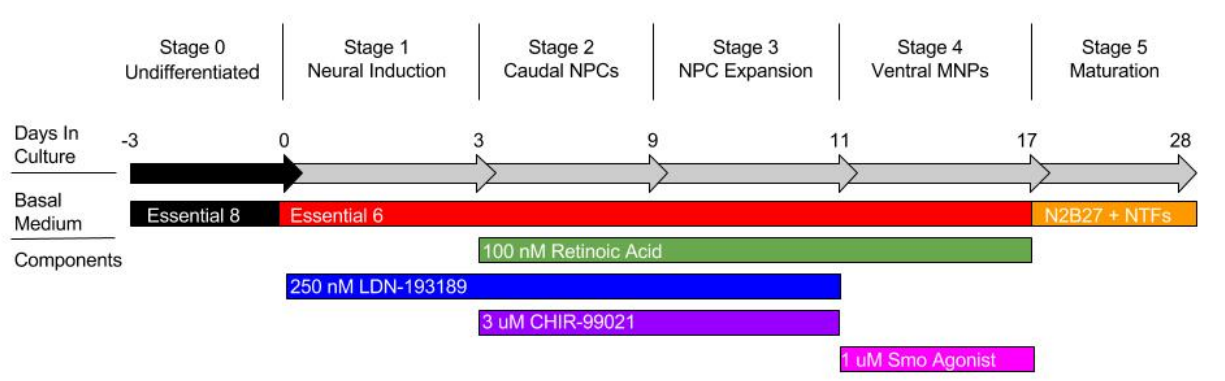 Stage 0
Undifferentiated
Stage 1
Neural Induction
Stage 2
Caudal NPCs
Stage 3
NPC Expansion
Stage 4
Ventral MNPs
Stage 5
Maturation
Days In
Culture
-3
0
3
9
11
17
28
Basal
Medium
Essential 8
Essential 6
N2B27 + NTFs
Components
100 nM Retinoic Acid
250 nM LDN-193189
3 uM CHIR-99021
1 uM Smo Agonist